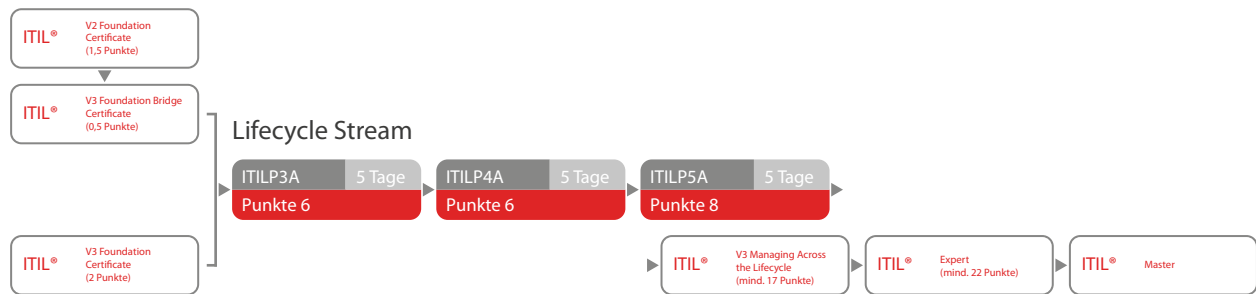 ITIL®
V2 Foundation
Certificate
(1,5 Punkte)
ITIL®
V3 Foundation Bridge
Certificate
(0,5 Punkte)
Lifecycle Stream
ITILP3A
5 Tage
Punkte 6
ITILP4A
5 Tage
Punkte 6
ITILP5A
5 Tage
Punkte 8
ITIL®
V3 Foundation
Certificate
(2 Punkte)
ITIL®
V3 Managing Across
the Lifecycle
(mind. 17 Punkte)
ITIL®
Expert
(mind. 22 Punkte)
ITIL®
Master